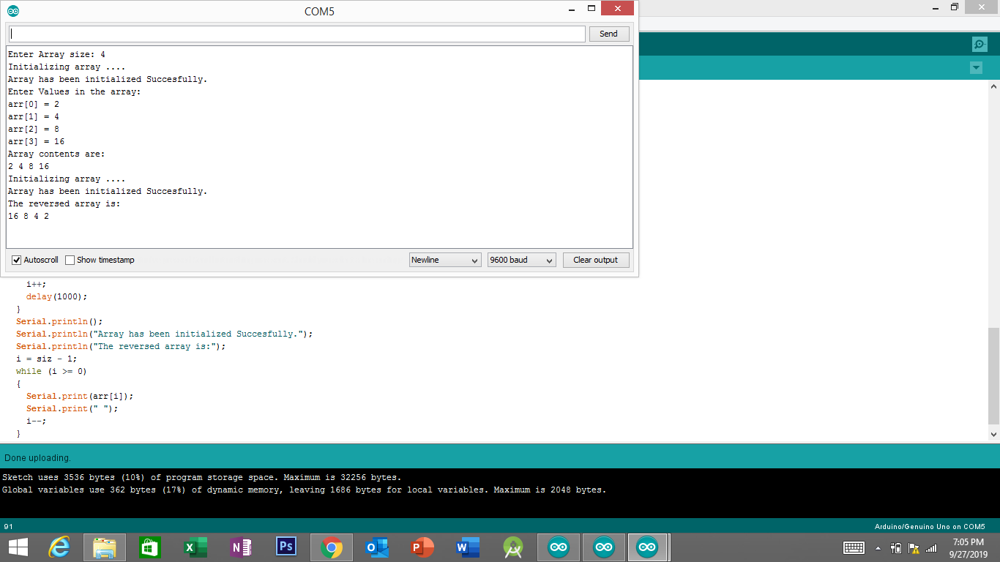 COM5
Send
Enter Array size: 4
Initializing array ....
Array has been initialized Succesfully.
Enter Values in the array:
arr[0] = 2
arr[1] = 4
arr[2] = 8
arr[3] = 16
Array contents are:
2 4 8 16
Initializing array ....
Array has been initialized Succesfully.
The reversed array is:
16 8 4 2
Autoscroll Show timestamp Newline 9600 baud Clear output
i++;
delay(1000);
}
Serial.println();
Serial.println("Array has been initialized Succesfully.");
Serial.println("The reversed array is:");
i = siz - 1;
while (i >= 0)
{
Serial.print(arr[i]);
Serial.print(" ");
i--;
}
Done uploading.
Sketch uses 3536 bytes (10%) of program storage space. Maximum is 32256 bytes.
Global variables use 362 bytes (17%) of dynamic memory, leaving 1686 bytes for local variables. Maximum is 2048 bytes.
91 Arduino/Genuino Uno on COM5
Ps
7:05 PM
9/27/2019